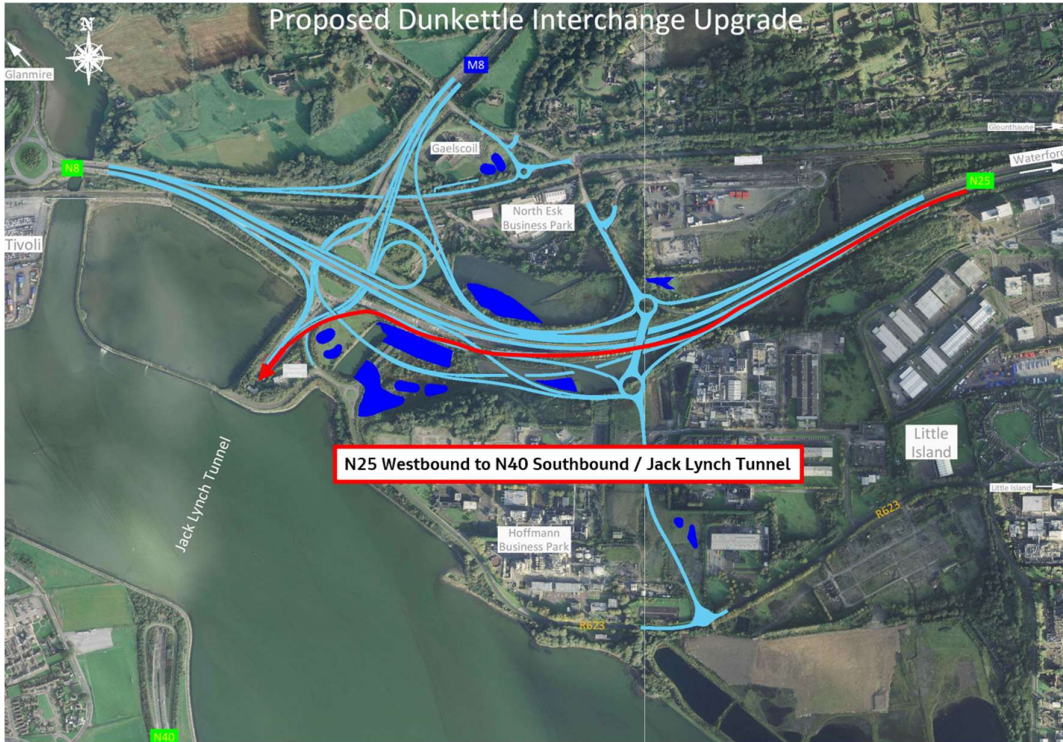 Proposed Dunkettle Interchange Upgrade
N
Glanmire
M8
Gaelscoil
Glounthaune
Waterford
N8
N25
North Esk
Business Park
Tivoli
Little
Island
N25 Westbound to N40 Southbound / Jack Lynch Tunnel
Little Island
Jack Lynch Tunnel
R623
Hoffmann
Business Park
R623
N40